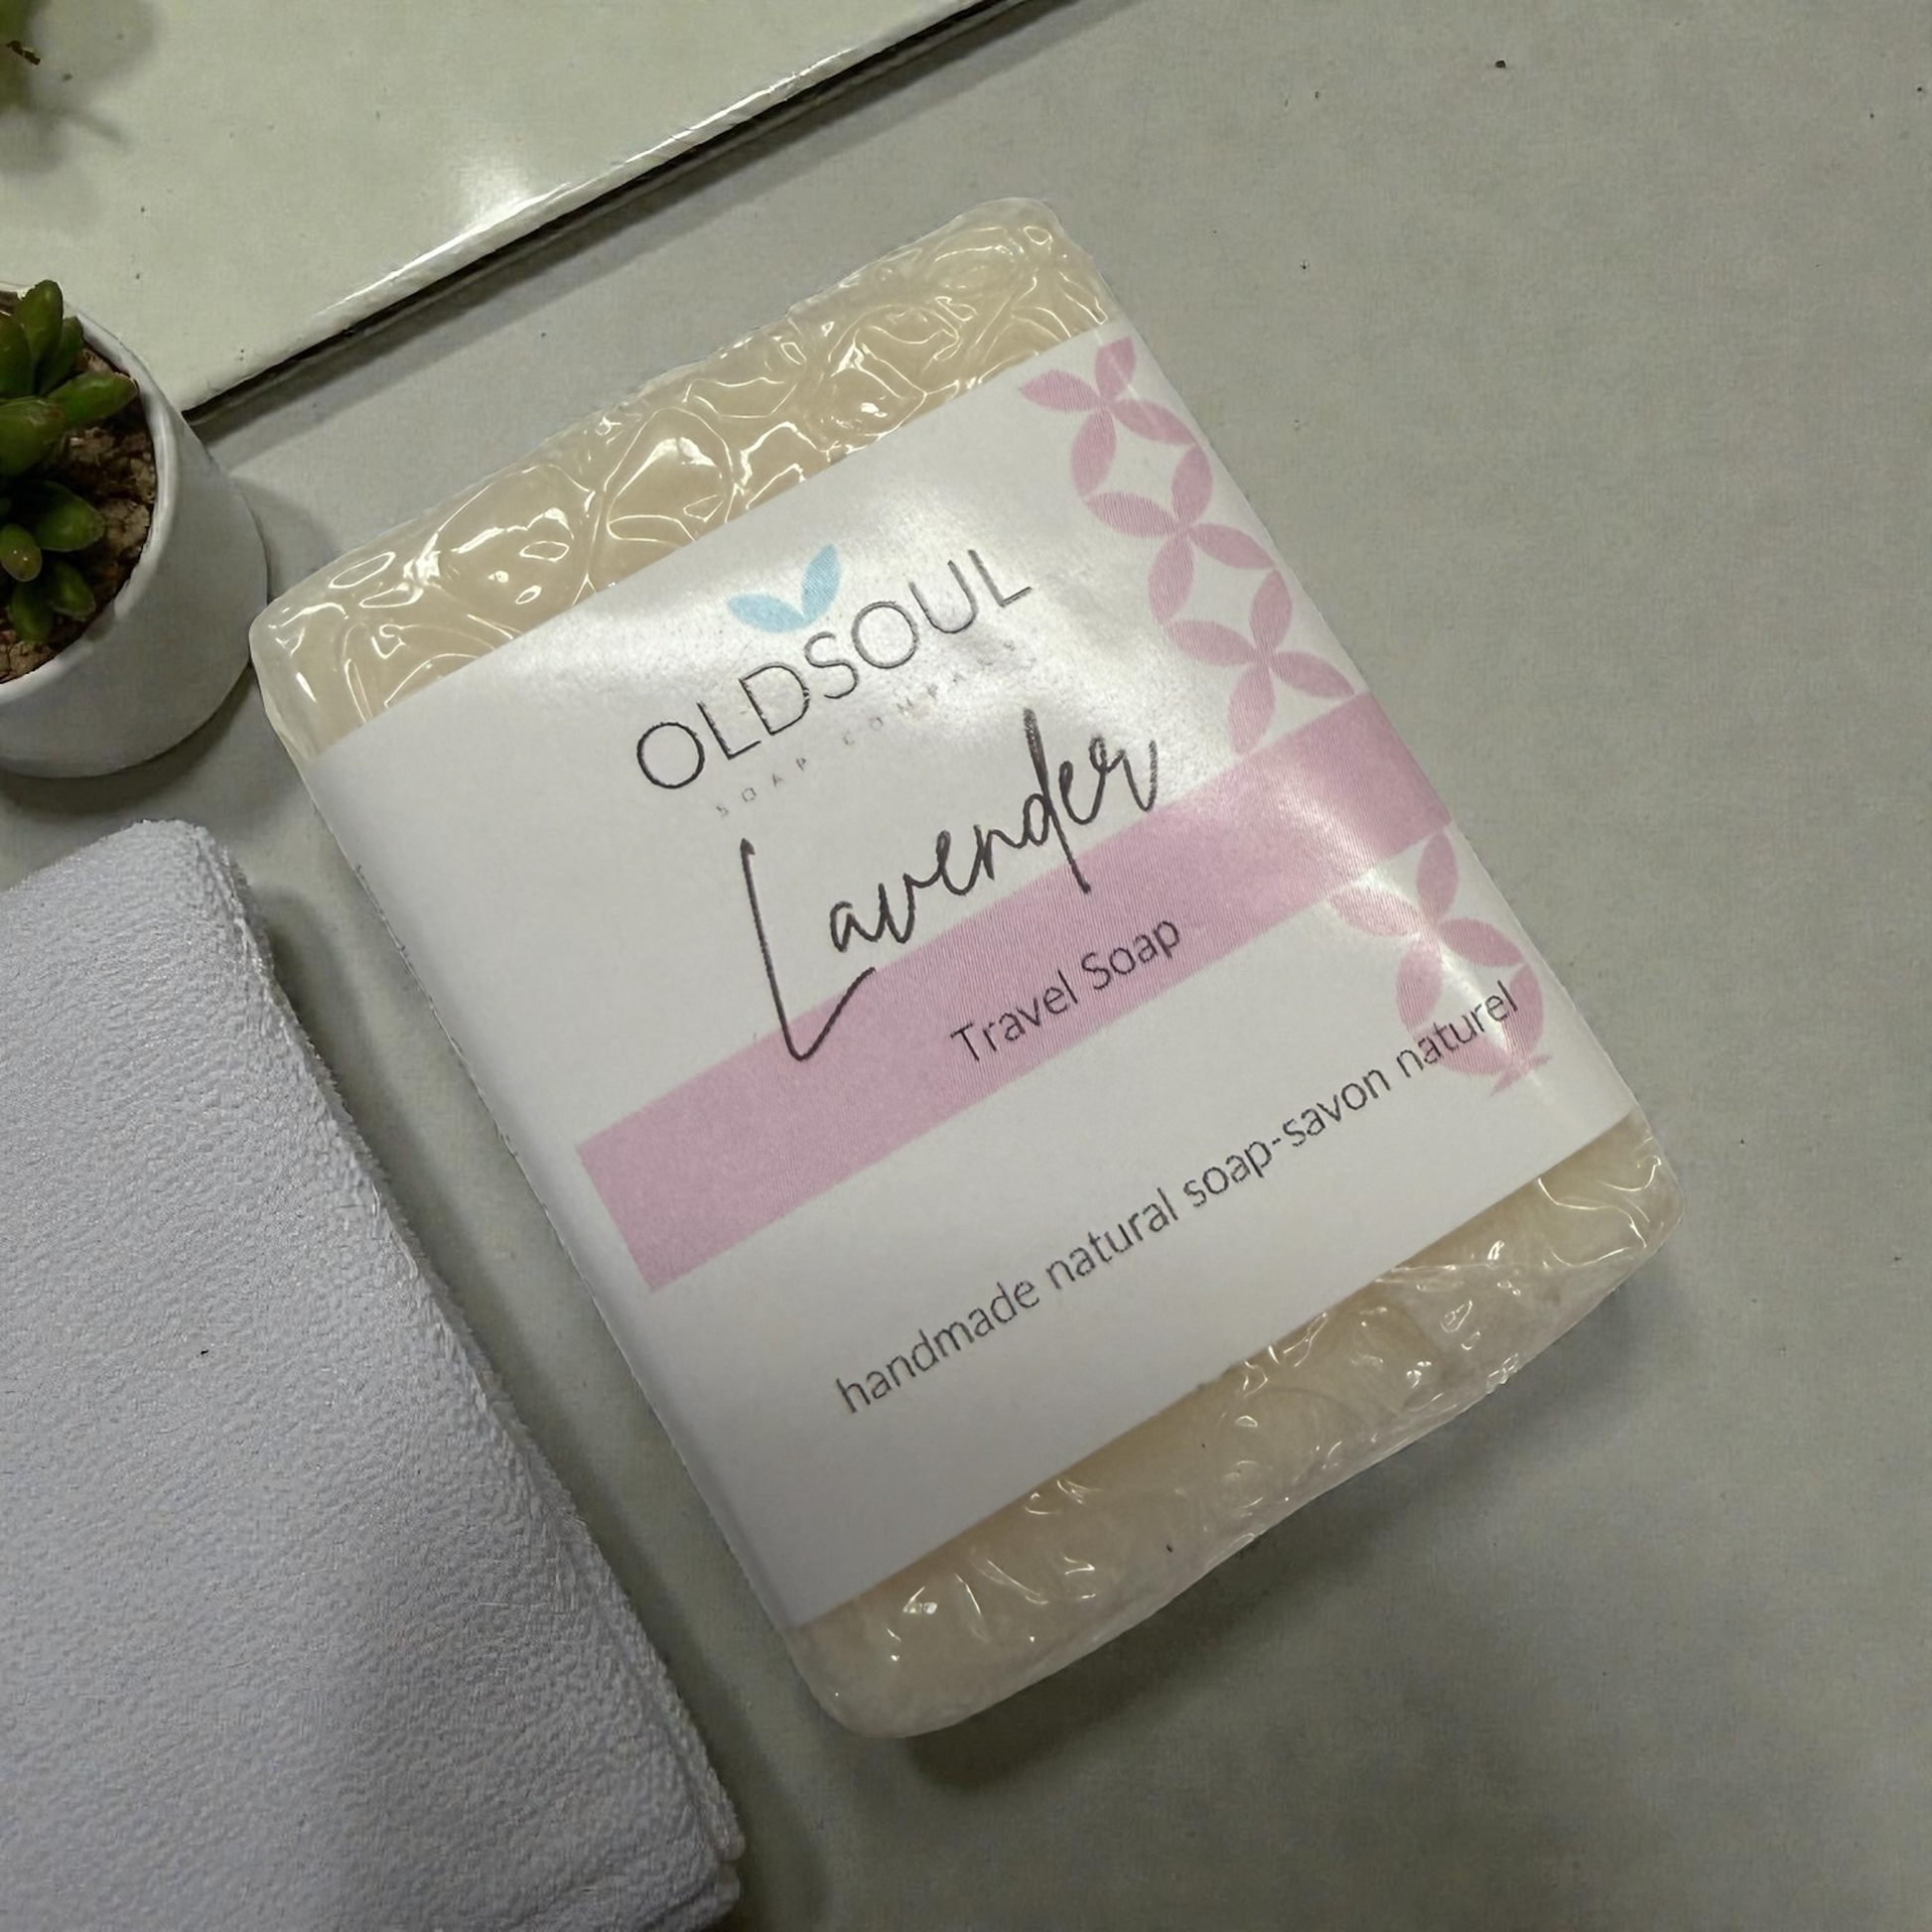 OLDSOUL
SOAP COMPANY
Lavender
Travel Soap
handmade natural soap-savon naturel